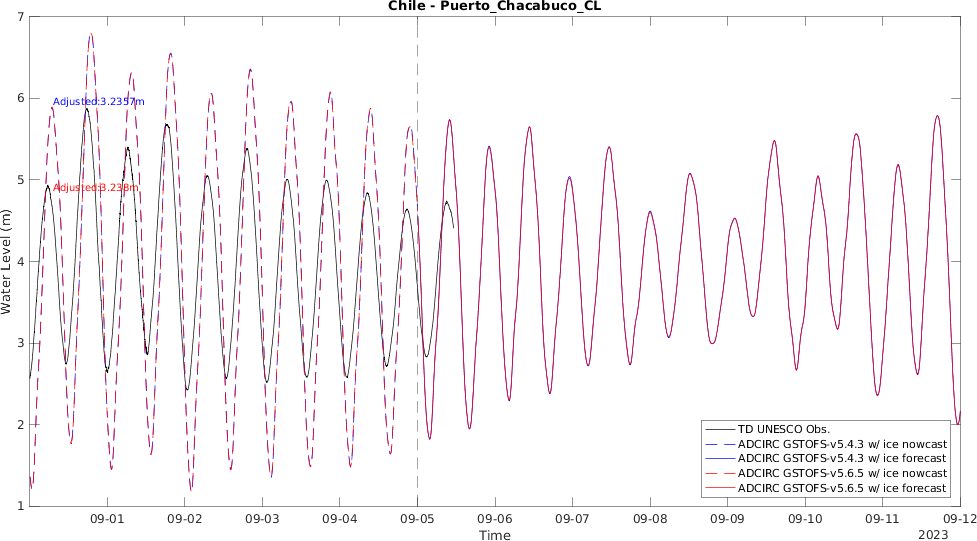 Chile - Puerto_Chacabuco_CL
7
6
5
4
3
2
1
Water Level (m)
Adjusted:3.2357m
Adjusted:3.238m
TD UNESCO Obs.
ADCIRC GSTOFS-v5.4.3 w/ ice nowcast
ADCIRC GSTOFS-v5.4.3 w/ ice forecast
ADCIRC GSTOFS-v5.6.5 w/ ice nowcast
ADCIRC GSTOFS-v5.6.5 w/ ice forecast
09-01 09-02 09-03 09-04 09-05 09-06 09-07 09-08 09-09 09-10 09-11 09-12
Time
2023